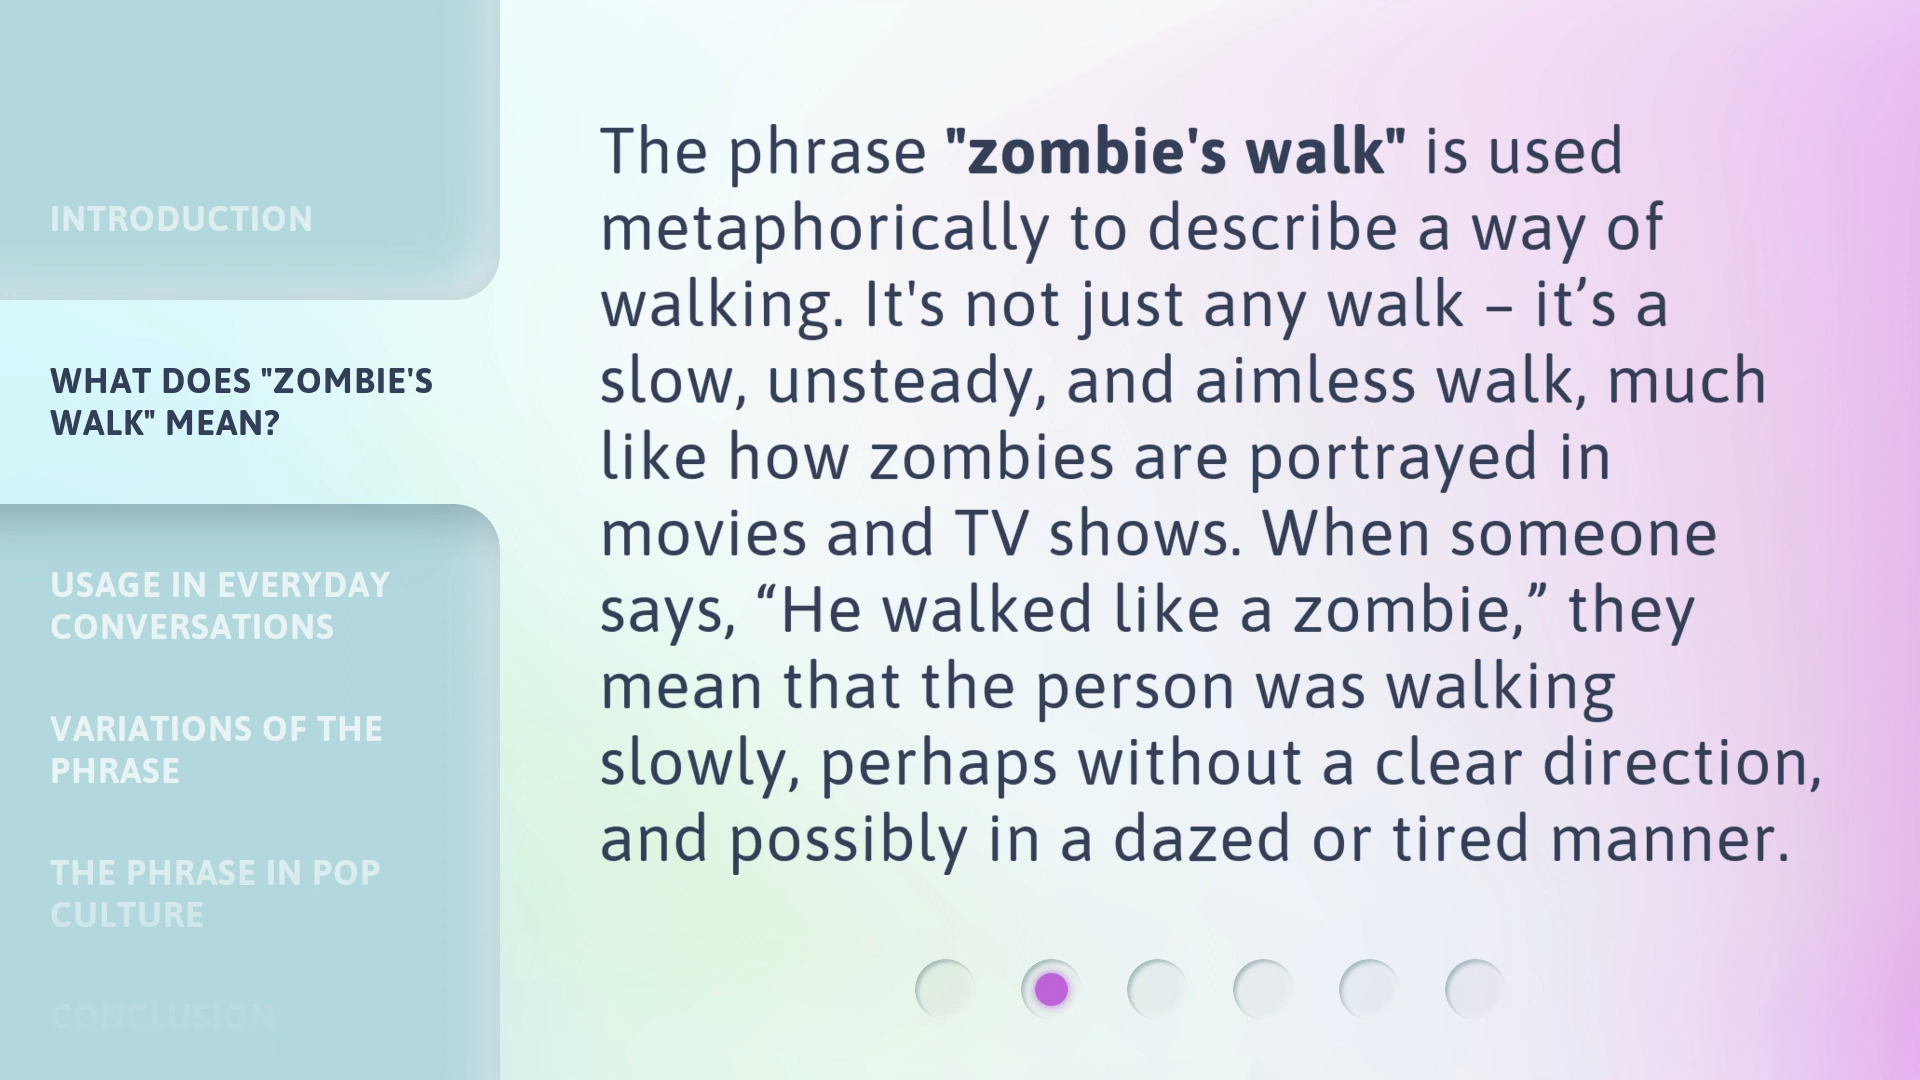 INTRODUCTION
WHAT DOES "ZOMBIE'S
WALK" MEAN?
USAGE IN EVERYDAY
CONVERSATIONS
VARIATIONS OF THE
PHRASE
THE PHRASE IN POP
CULTURE
CONCLUSION
The phrase "zombie's walk" is used
metaphorically to describe a way of
walking. It's not just any walk – it’s a
slow, unsteady, and aimless walk, much
like how zombies are portrayed in
movies and TV shows. When someone
says, “He walked like a zombie,” they
mean that the person was walking
slowly, perhaps without a clear direction,
and possibly in a dazed or tired manner.